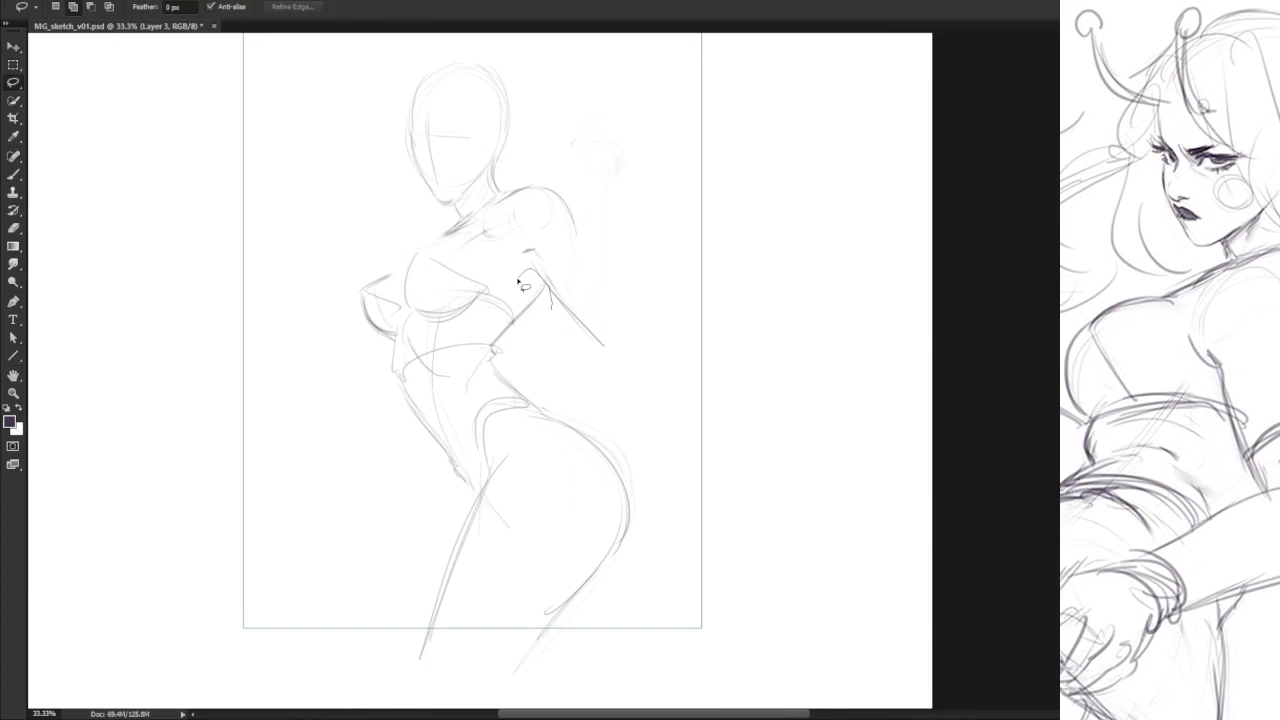 Feather: 0 px Anti-alias Refine Edge...
MG_sketch_v01.psd @ 33.3% (Layer 3, RGB/8) *
33.33% Doc: 69.4M/125.8M